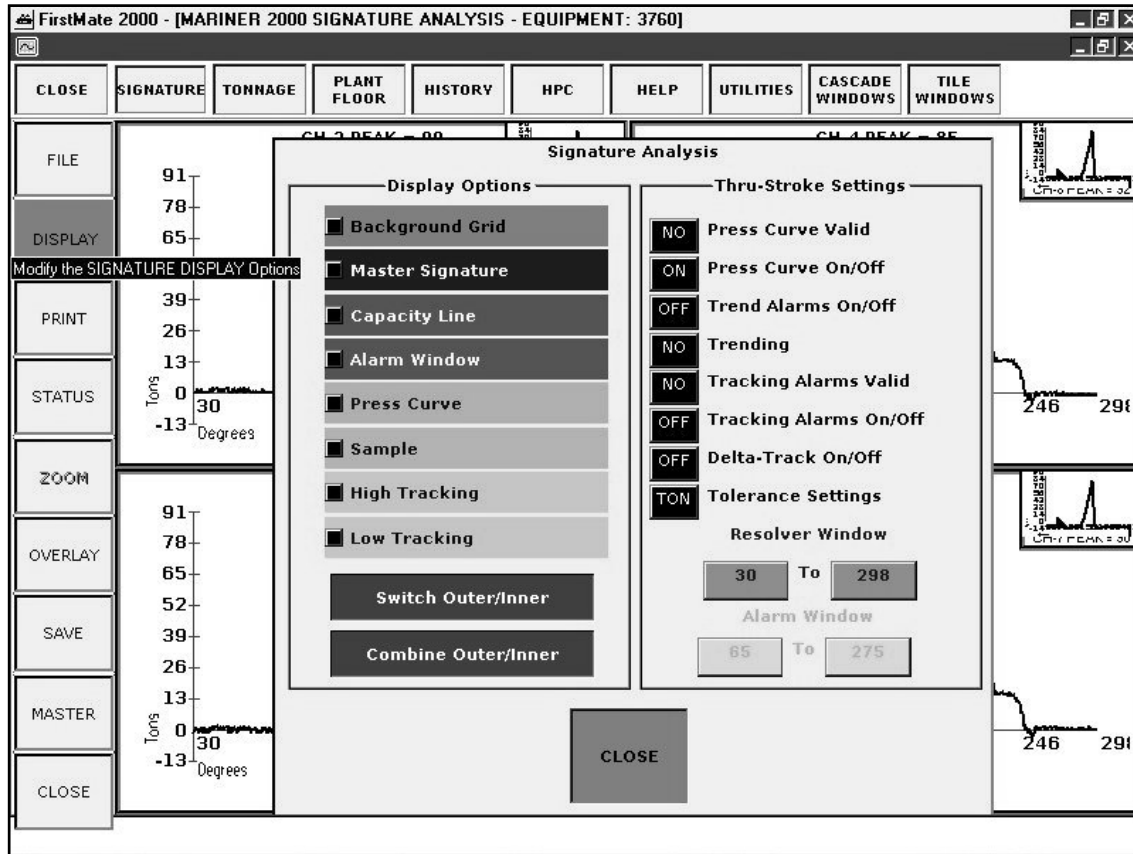 FirstMate 2000 - [MARINER 2000 SIGNATURE ANALYSIS - EQUIPMENT: 3760]
CLOSE
SIGNATURE
TONNAGE
PLANT
FLOOR
HISTORY
HPC
HELP
UTILITIES
CASCADE
WINDOWS
TILE
WINDOWS
FILE
DISPLAY
Modify the SIGNATURE DISPLAY Options
PRINT
STATUS
ZOOM
OVERLAY
SAVE
MASTER
CLOSE
91
78
65
39
26
13
0
-13
Tons
30
Degrees
91
78
65
52
39
26
13
0
-13
Tons
30
Degrees
Signature Analysis
Display Options
Background Grid
Master Signature
Capacity Line
Alarm Window
Press Curve
Sample
High Tracking
Low Tracking
Switch Outer/Inner
Combine Outer/Inner
Thru-Stroke Settings
NO Press Curve Valid
ON Press Curve On/Off
OFF Trend Alarms On/Off
NO Trending
NO Tracking Alarms Valid
OFF Tracking Alarms On/Off
OFF Delta-Track On/Off
TON Tolerance Settings
Resolver Window
30 To 298
Alarm Window
65 To 275
CLOSE
246
246